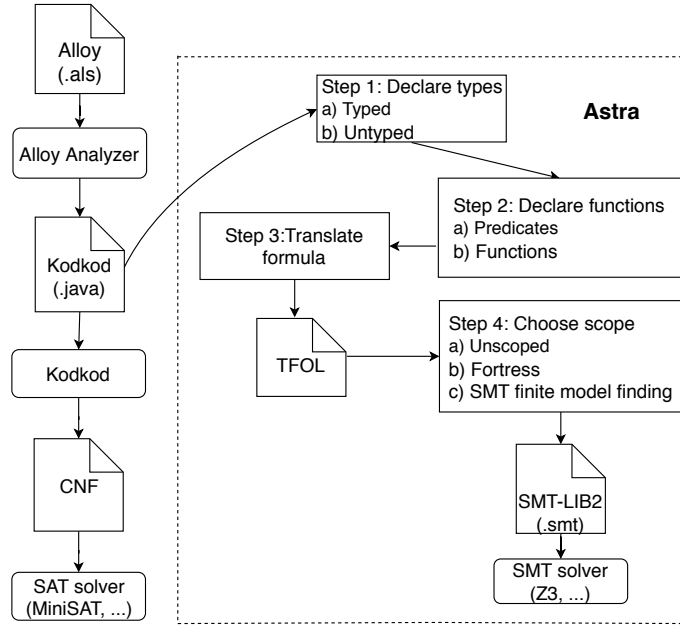 Alloy
(.als)
Alloy Analyzer
Kodkod
(.java)
Kodkod
CNF
SAT solver
(MiniSAT, ...)
Astra
Step 1: Declare types
a) Typed
b) Untyped
Step 2: Declare functions
a) Predicates
b) Functions
Step 3:Translate
formula
TFOL
Step 4: Choose scope
a) Unscoped
b) Fortress
c) SMT finite model finding
SMT-LIB2
(.smt)
SMT solver
(Z3, ...)